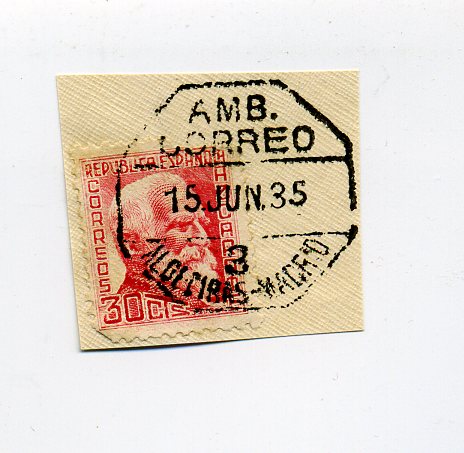 AMB.
CORREO
15.JUN.35
3
ALGECIRAS-MADRID
REPUBLICA ESPAÑOLA
CORREOS
30 CTS